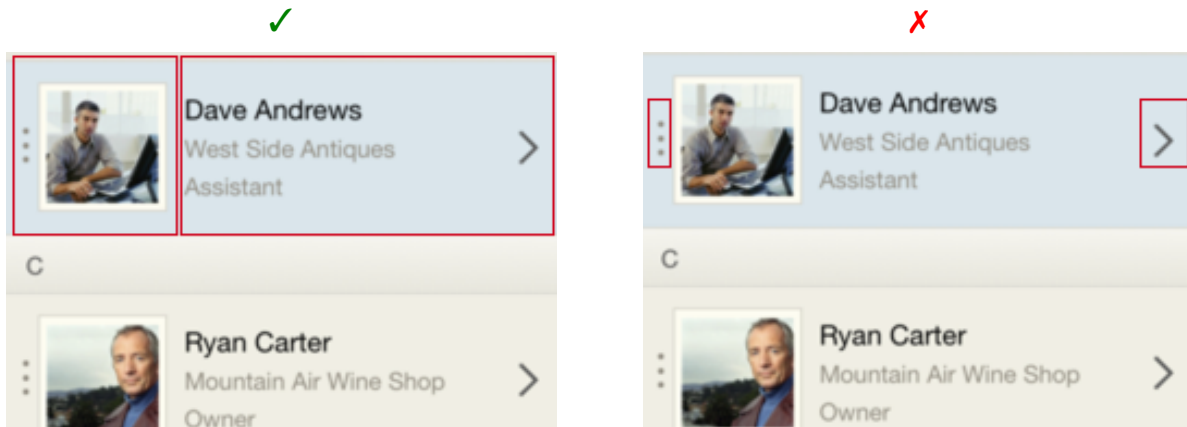 ✓
Dave Andrews
West Side Antiques
Assistant
C
Ryan Carter
Mountain Air Wine Shop
Owner
✗
Dave Andrews
West Side Antiques
Assistant
C
Ryan Carter
Mountain Air Wine Shop
Owner